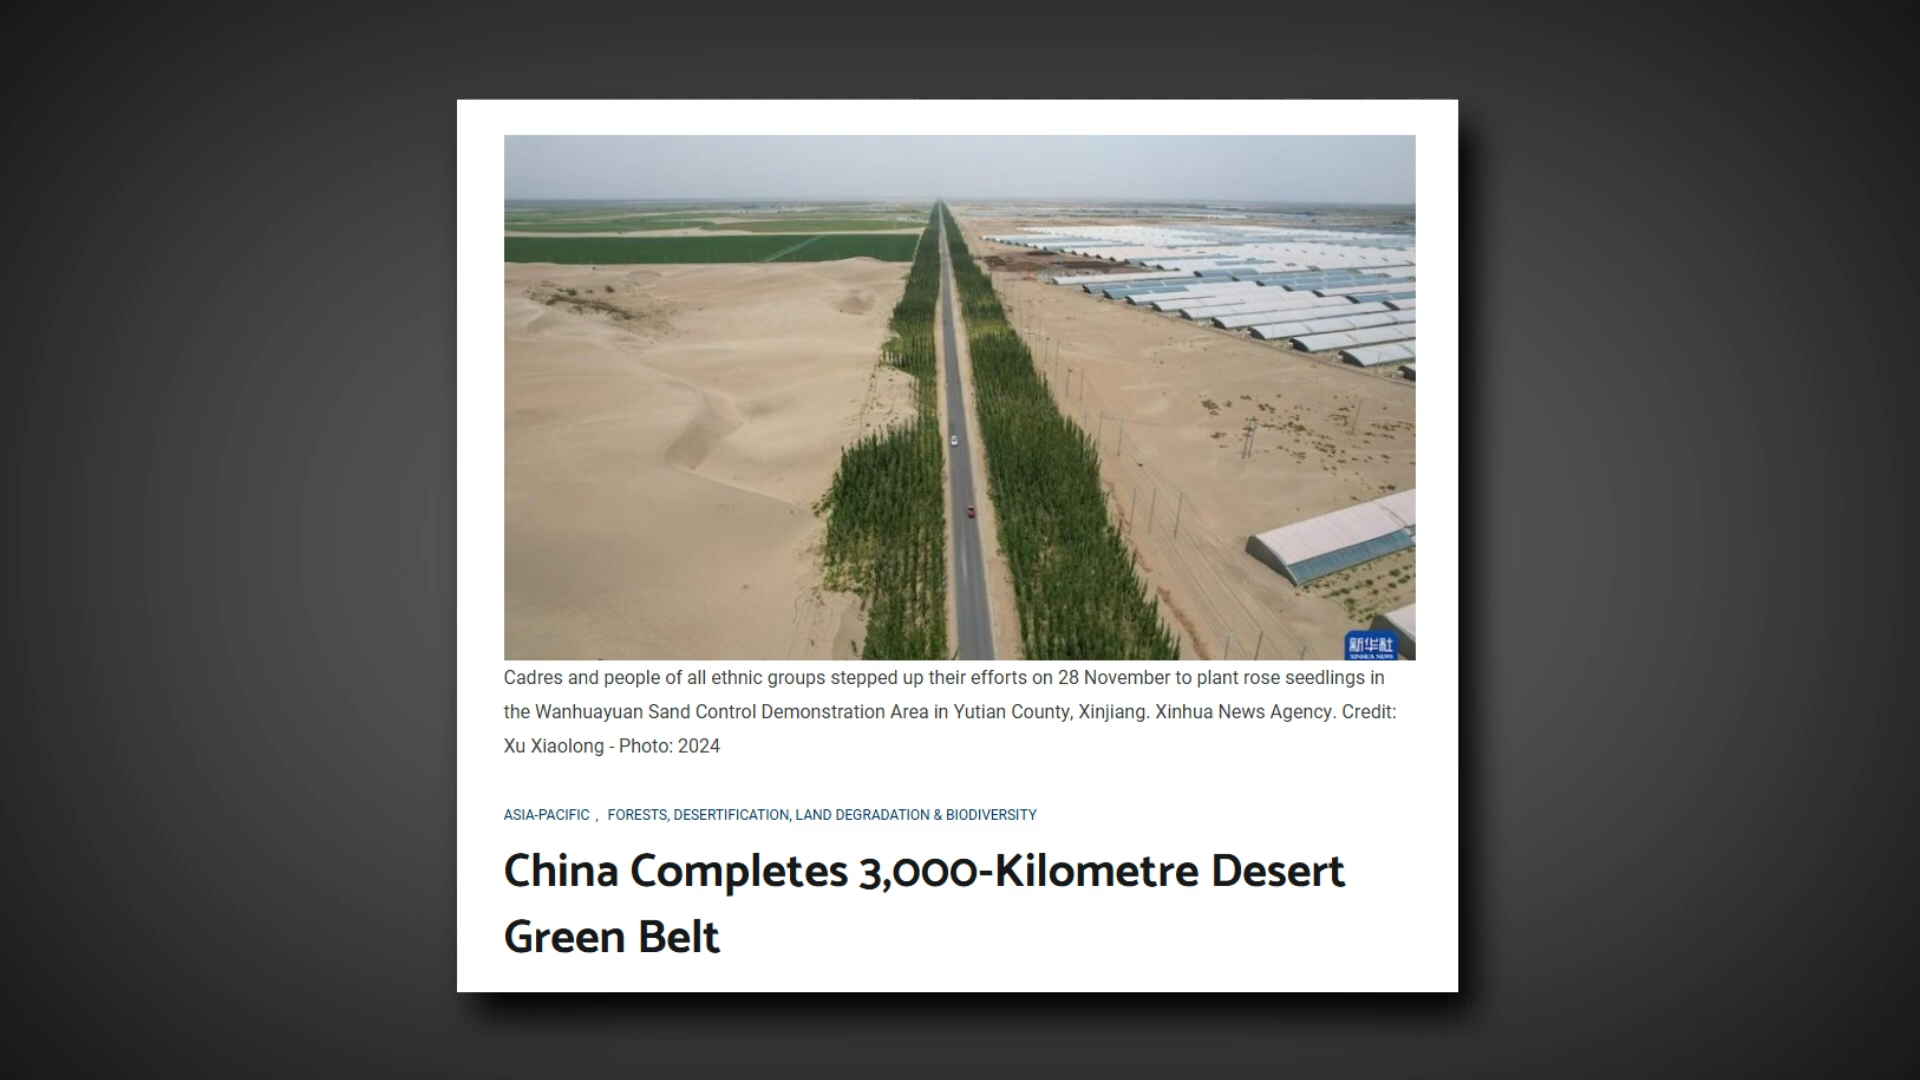 新华社
XINHUA NEWS
Cadres and people of all ethnic groups stepped up their efforts on 28 November to plant rose seedlings in
the Wanhuayuan Sand Control Demonstration Area in Yutian County, Xinjiang. Xinhua News Agency. Credit:
Xu Xiaolong - Photo: 2024
ASIA-PACIFIC , FORESTS, DESERTIFICATION, LAND DEGRADATION & BIODIVERSITY
China Completes 3,000-Kilometre Desert
Green Belt